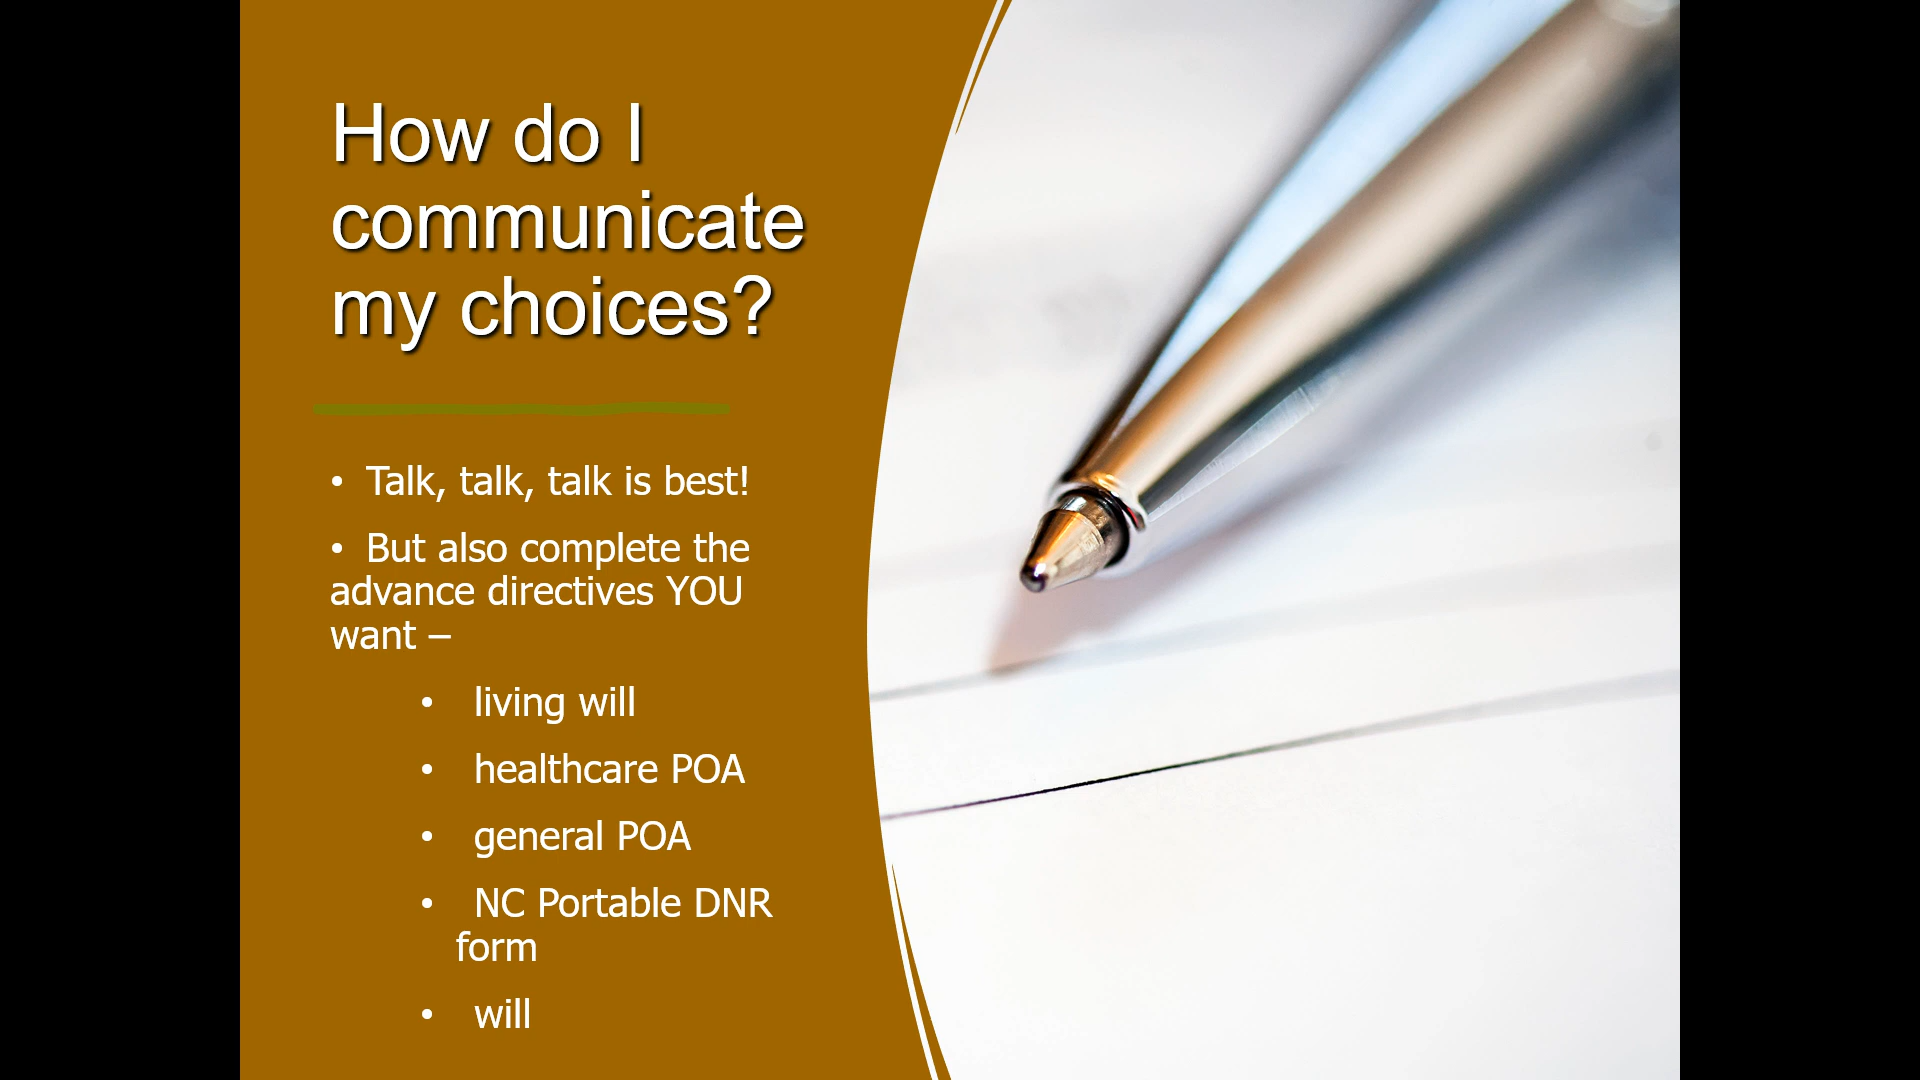 How do I
communicate
my choices?
• Talk, talk, talk is best!
• But also complete the
advance directives YOU
want –
• living will
• healthcare POA
• general POA
• NC Portable DNR
form
• will